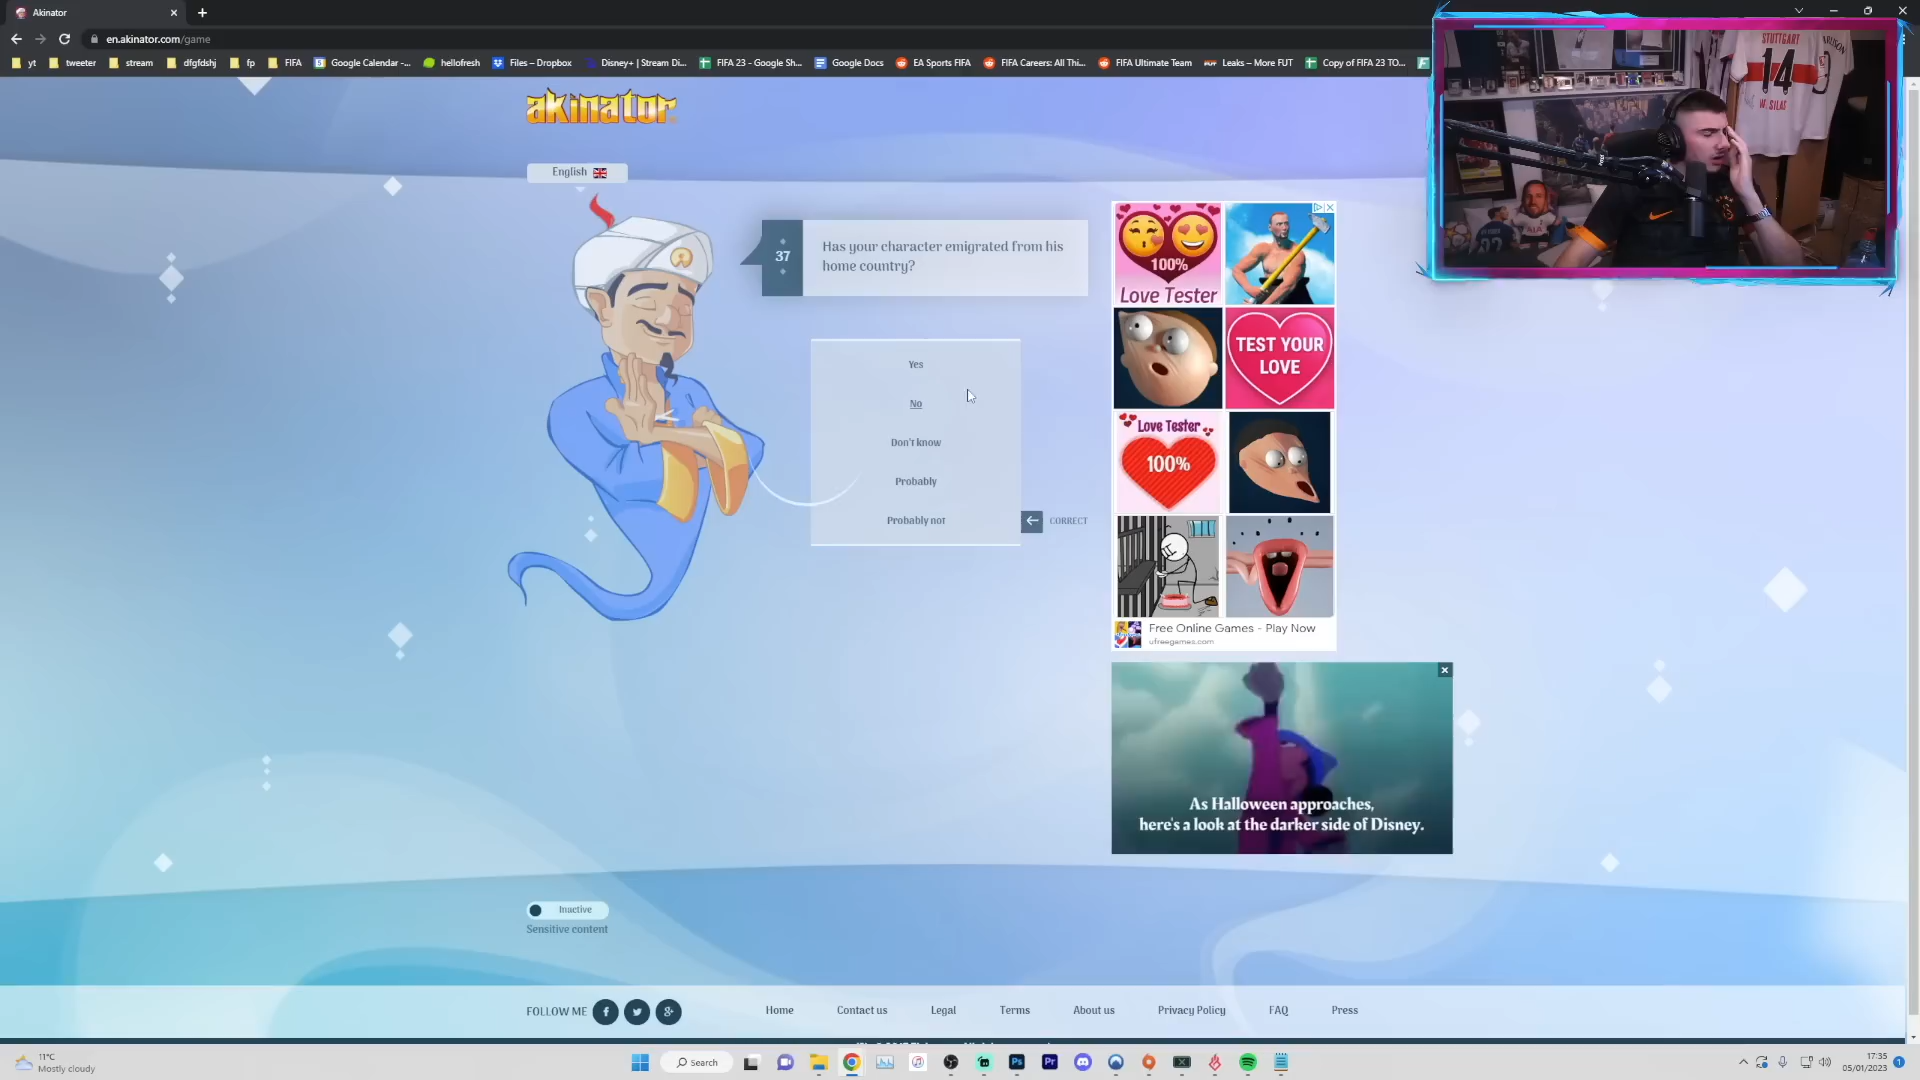 Akinator
en.akinator.com/game
yt
tweeter
stream
dfgfdshj
fp
FIFA
Google Calendar -...
hellofresh
Files – Dropbox
Disney+ | Stream Di...
FIFA 23 - Google Sh...
Google Docs
EA Sports FIFA
FIFA Careers: All Thi...
FIFA Ultimate Team
Leaks – More FUT
Copy of FIFA 23 TO...
akinator
English
37
Has your character emigrated from his
home country?
Yes
No
Don't know
Probably
Probably not
CORRECT
100%
Love Tester
TEST YOUR
LOVE
Love Tester
100%
Free Online Games - Play Now
ufreegames.com
As Halloween approaches,
here's a look at the darker side of Disney.
STUTTGART
14
AIA
Inactive
Sensitive content
FOLLOW ME
Home
Contact us
Legal
Terms
About us
Privacy Policy
FAQ
Press
11°C
Mostly cloudy
Search
17:35
05/01/2023